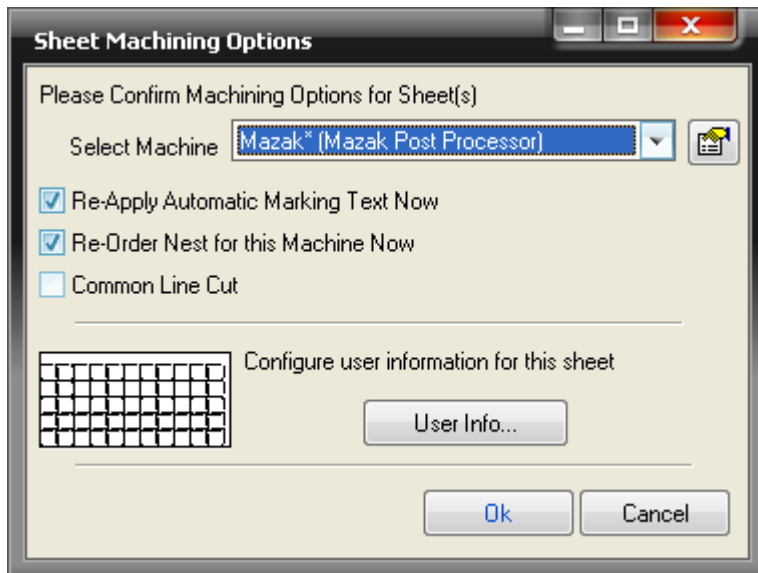 Sheet Machining Options
Please Confirm Machining Options for Sheet(s)
Select Machine Mazak* (Mazak Post Processor)
Re-Apply Automatic Marking Text Now
Re-Order Nest for this Machine Now
Common Line Cut
Configure user information for this sheet
User Info...
Ok Cancel